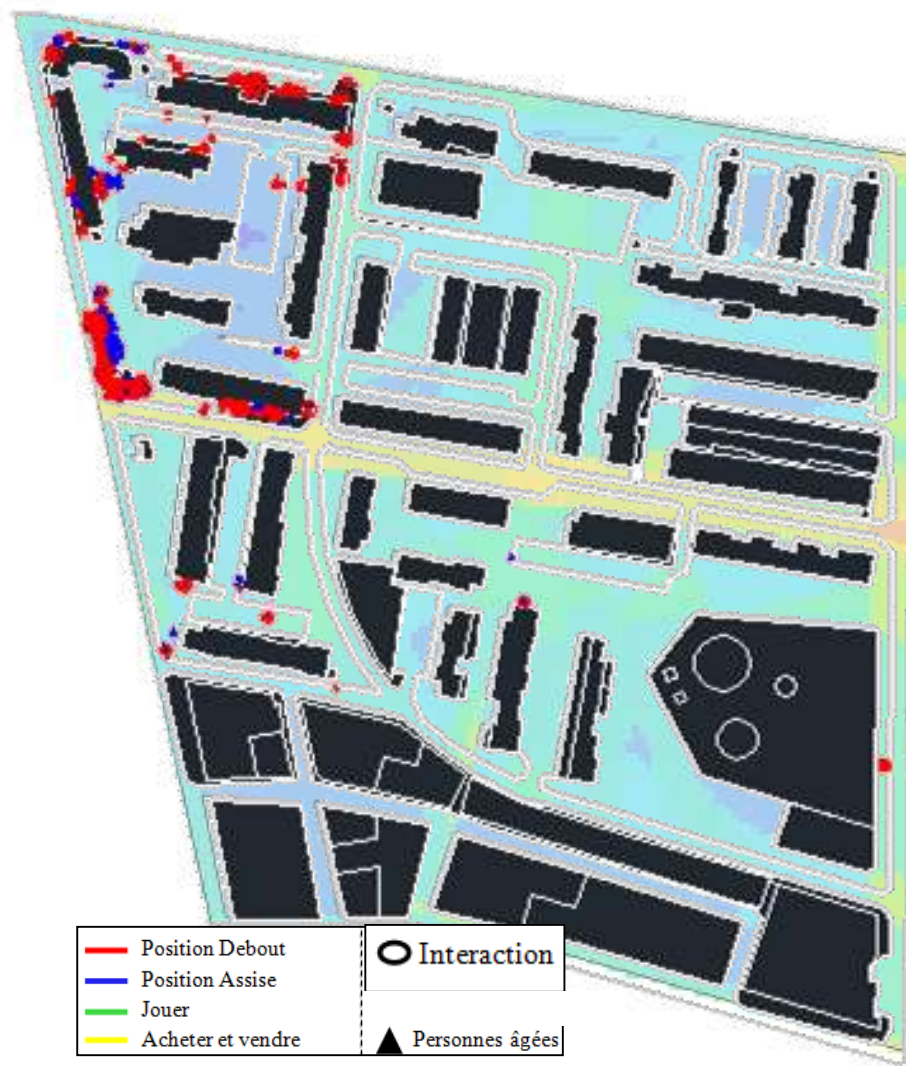 Position Debout
Position Assise
Jouer
Acheter et vendre
Interaction
Personnes âgées